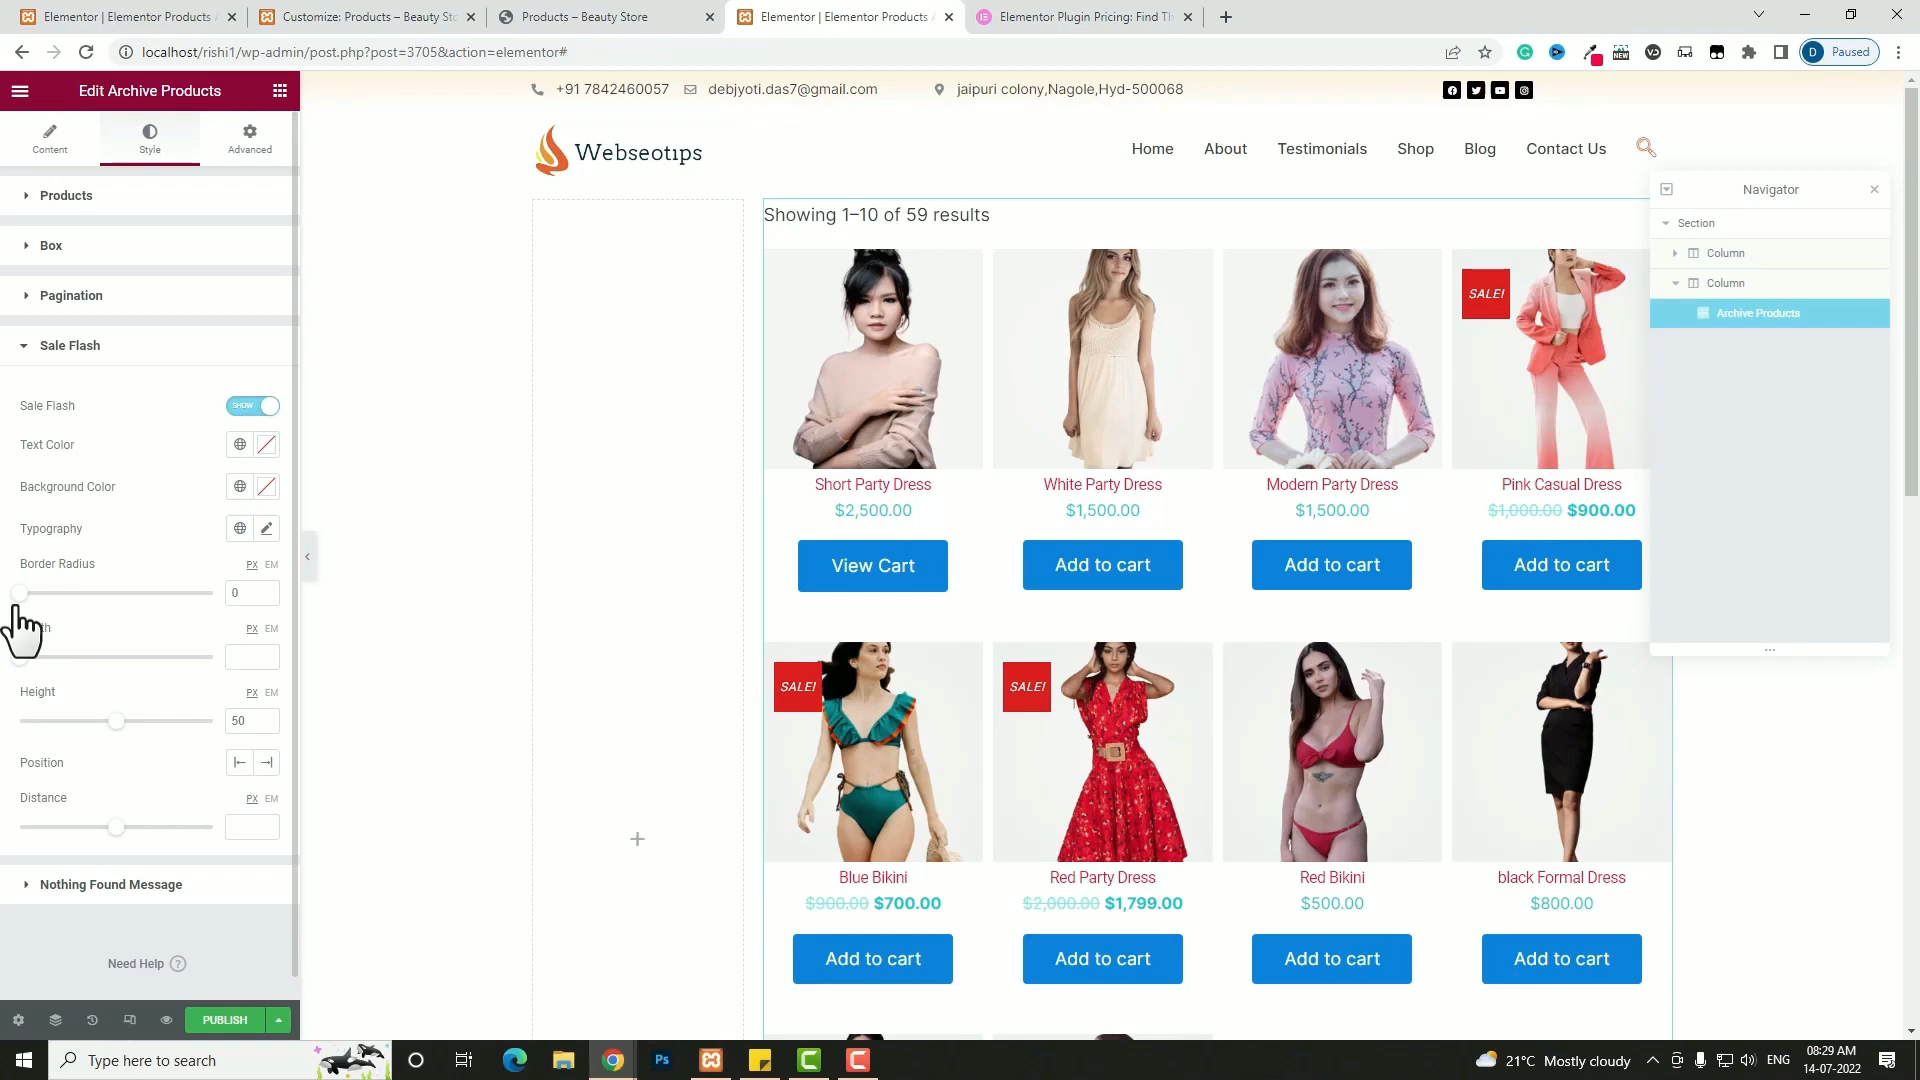 Elementor | Elementor Products A
Customize: Products – Beauty Sto
Products – Beauty Store
Elementor | Elementor Products A
Elementor Plugin Pricing: Find Th
localhost/rishi1/wp-admin/post.php?post=3705&action=elementor#
NEW
D Paused
Edit Archive Products
+91 7842460057
debjyoti.das7@gmail.com
jaipuri colony,Nagole,Hyd-500068
Content
Style
Advanced
Webseotips
Home
About
Testimonials
Shop
Blog
Contact Us
Products
Box
Pagination
Sale Flash
Sale Flash
SHOW
Text Color
Background Color
Typography
Border Radius
PX EM
0
PX EM
Height
PX EM
50
Position
Distance
PX EM
Nothing Found Message
Need Help ?
PUBLISH
Showing 1–10 of 59 results
SALE!
Short Party Dress
White Party Dress
Modern Party Dress
Pink Casual Dress
$2,500.00
$1,500.00
$1,500.00
$1,000.00 $900.00
View Cart
Add to cart
Add to cart
Add to cart
SALE!
SALE!
Blue Bikini
Red Party Dress
Red Bikini
black Formal Dress
$900.00 $700.00
$2,000.00 $1,799.00
$500.00
$800.00
Add to cart
Add to cart
Add to cart
Add to cart
Navigator
Section
Column
Column
Archive Products
Type here to search
Ps
21°C Mostly cloudy
ENG
08:29 AM
14-07-2022